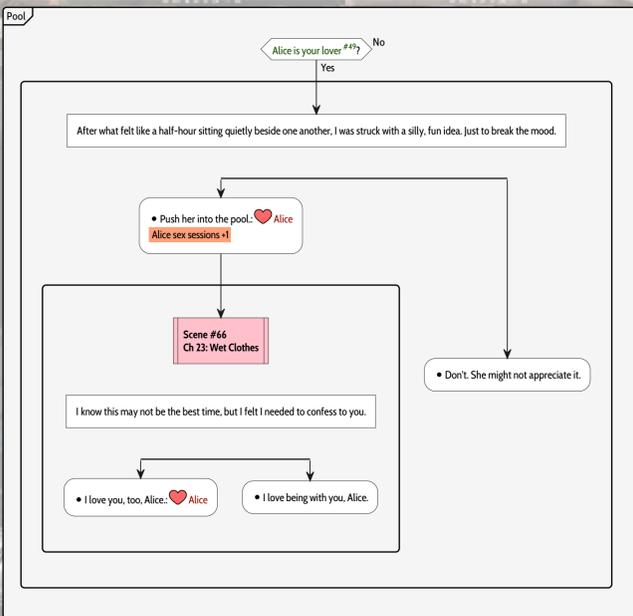 Pool
Alice is your lover #49?
No
Yes
After what felt like a half-hour sitting quietly beside one another, I was struck with a silly, fun idea. Just to break the mood.
• Push her into the pool.: ❤ Alice
Alice sex sessions +1
Scene #66
Ch 23: Wet Clothes
• Don't. She might not appreciate it.
I know this may not be the best time, but I felt I needed to confess to you.
• I love you, too, Alice.: ❤ Alice
• I love being with you, Alice.